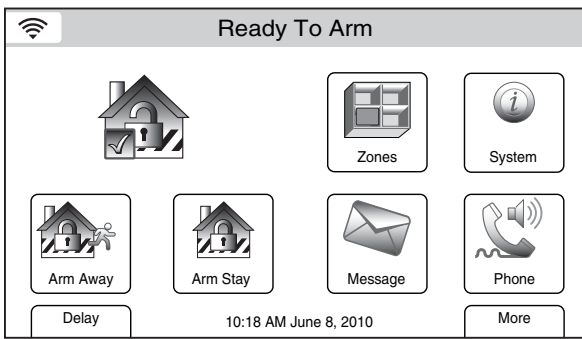 Ready To Arm
Zones
System
Arm Away
Arm Stay
Message
Phone
Delay
10:18 AM June 8, 2010
More